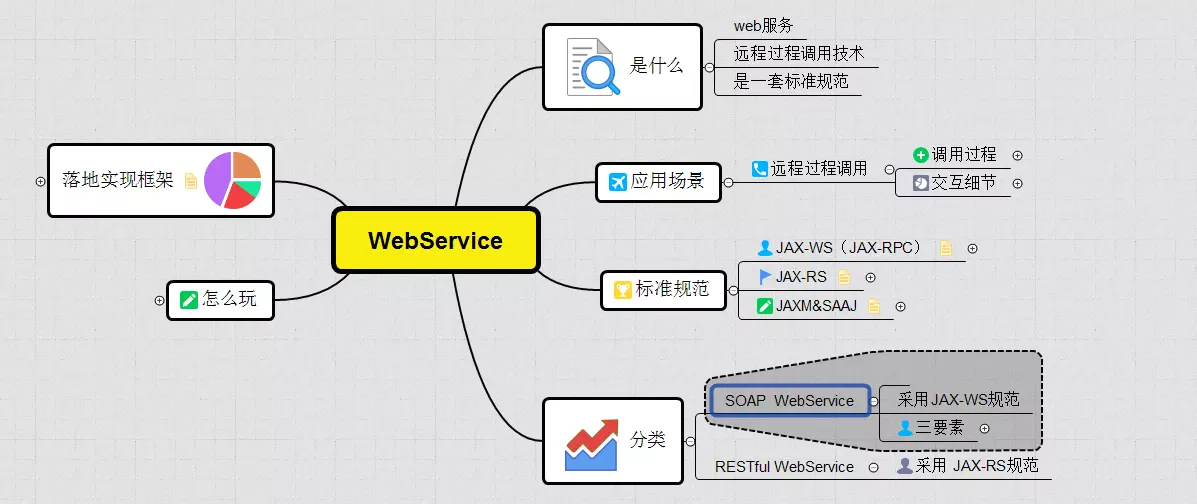 WebService
是什么
web服务
远程过程调用技术
是一套标准规范
应用场景
远程过程调用
调用过程
交互细节
标准规范
JAX-WS（JAX-RPC）
JAX-RS
JAXM&SAAJ
分类
SOAP WebService
采用JAX-WS规范
三要素
RESTful WebService
采用 JAX-RS规范
落地实现框架
怎么玩